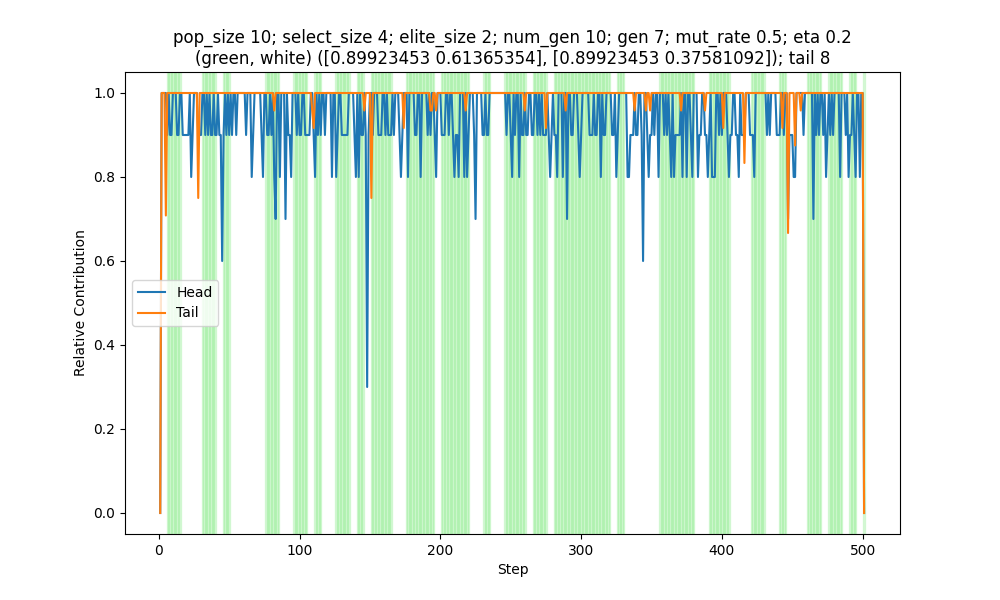 pop_size 10; select_size 4; elite_size 2; num_gen 10; gen 7; mut_rate 0.5; eta 0.2
(green, white) ([0.89923453 0.61365354], [0.89923453 0.37581092]); tail 8
1.0
0.8
0.6
0.4
0.2
0.0
Relative Contribution
Head
Tail
0
100
200
300
400
500
Step